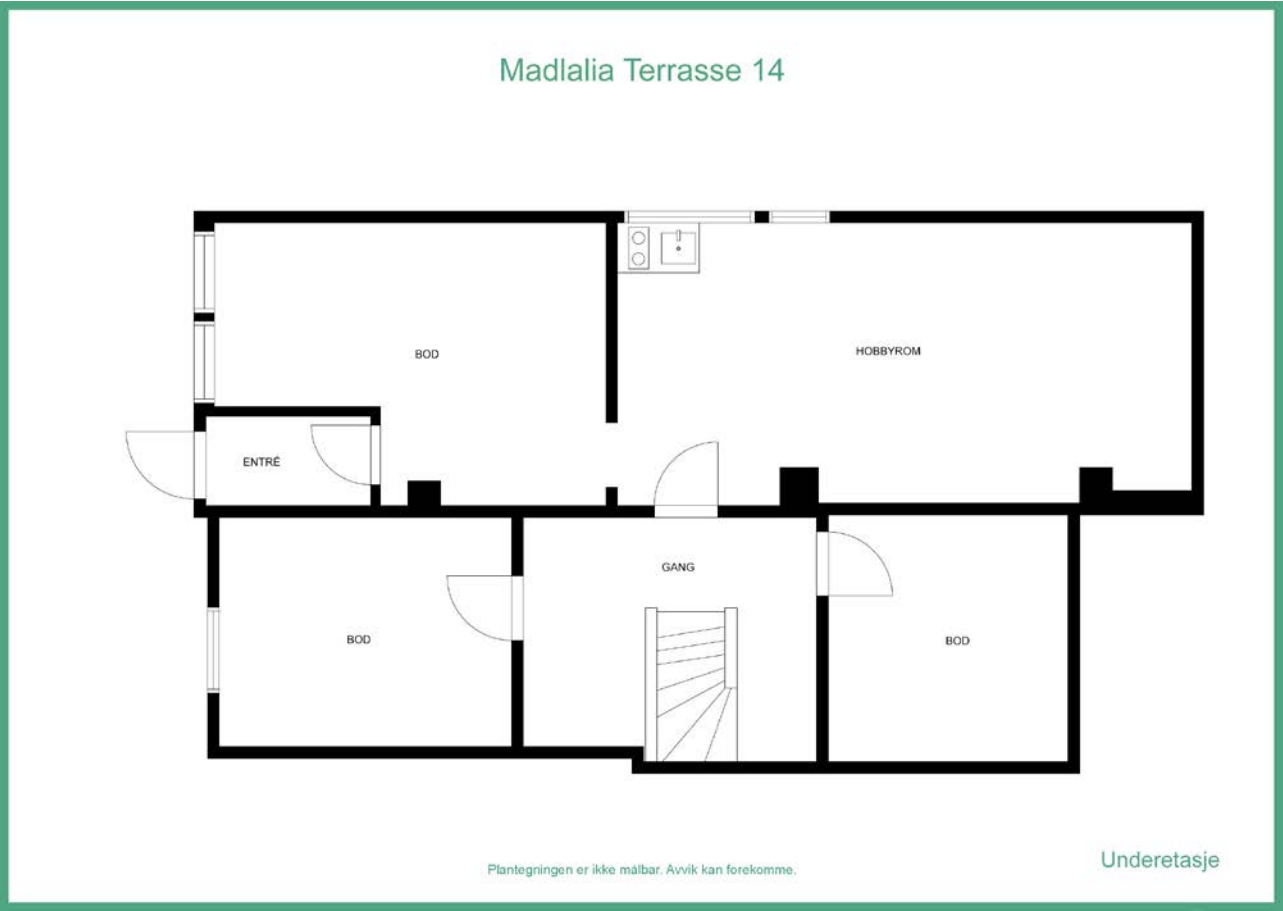 Madlalia Terrasse 14
BOD
HOBBYROM
ENTRÉ
GANG
BOD
BOD
Plantegningen er ikke målbar. Avvik kan forekomme.
Underetasje